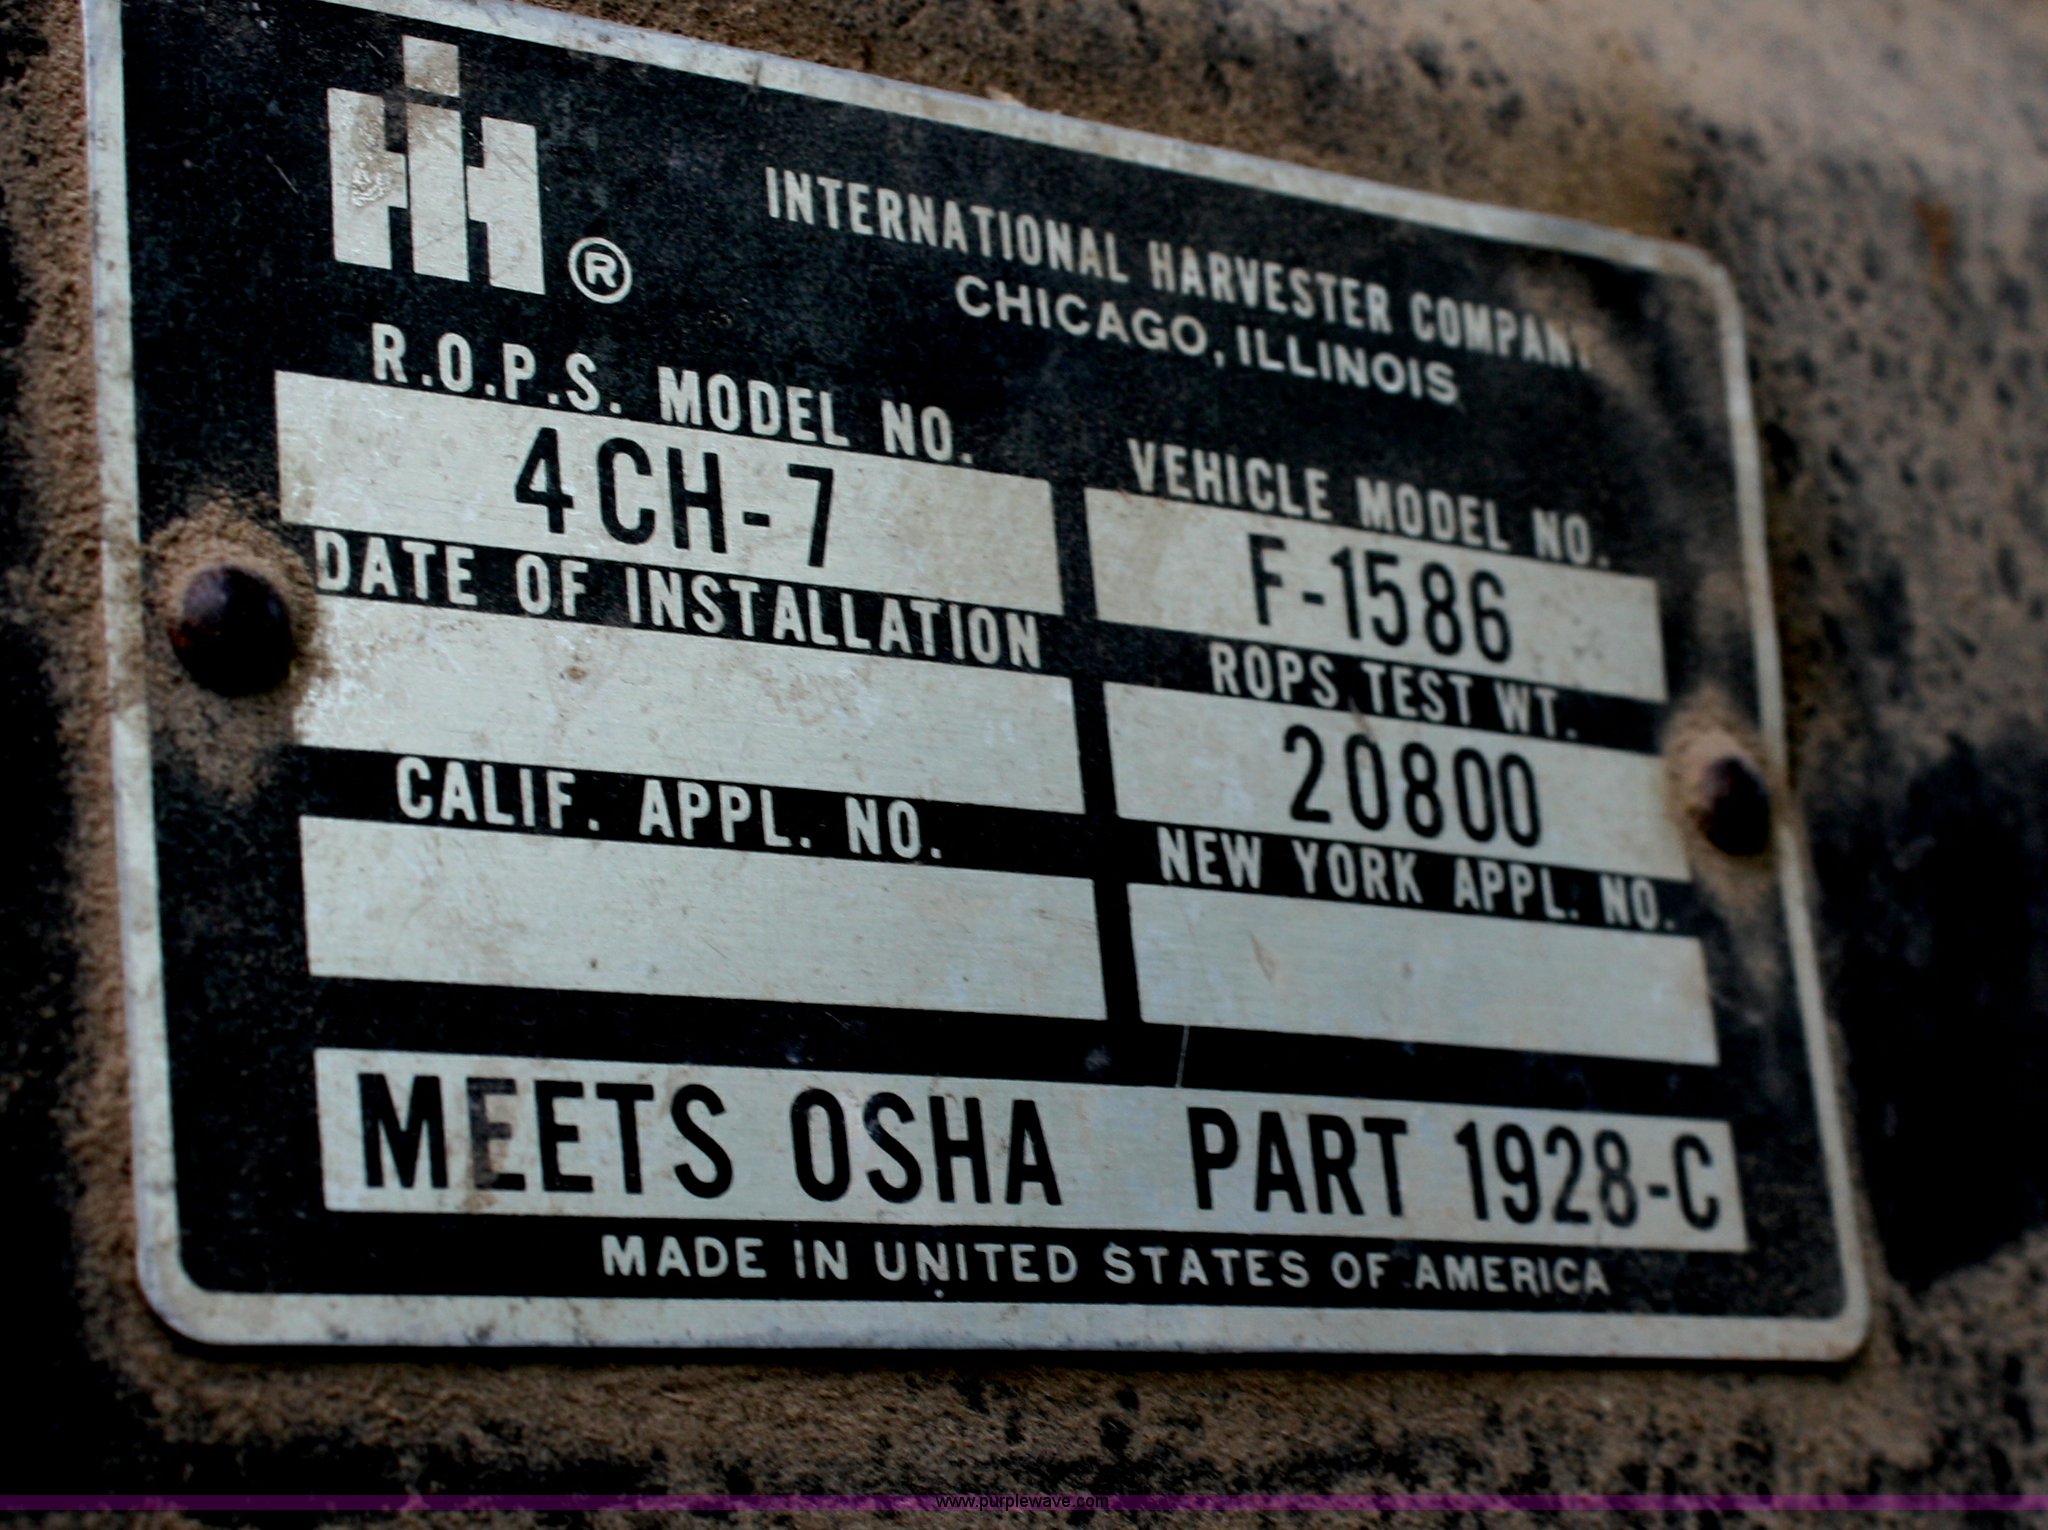 IH ®
INTERNATIONAL HARVESTER COMPANY
CHICAGO, ILLINOIS
R.O.P.S. MODEL NO.
4CH-7
VEHICLE MODEL NO.
F-1586
DATE OF INSTALLATION
ROPS TEST WT.
20800
CALIF. APPL. NO.
NEW YORK APPL. NO.
MEETS OSHA PART 1928-C
MADE IN UNITED STATES OF AMERICA
www.purplewave.com